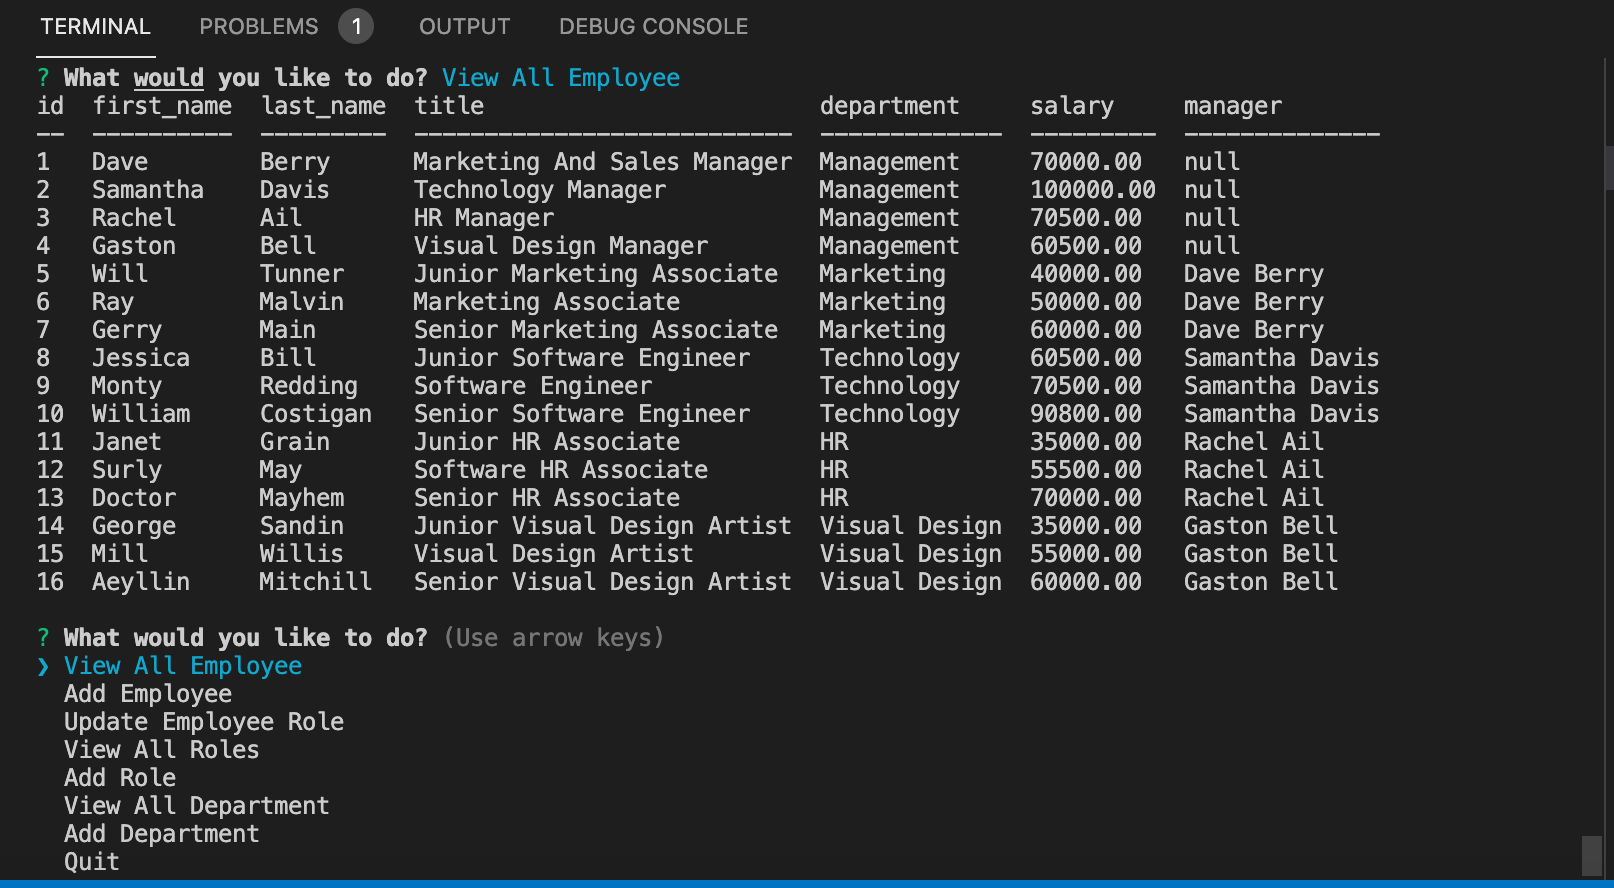 TERMINAL PROBLEMS 1 OUTPUT DEBUG CONSOLE
? What would you like to do? View All Employee
id first_name last_name title department salary manager
-- ---------- --------- --------------------------- ------------- --------- --------------
1 Dave Berry Marketing And Sales Manager Management 70000.00 null
2 Samantha Davis Technology Manager Management 100000.00 null
3 Rachel Ail HR Manager Management 70500.00 null
4 Gaston Bell Visual Design Manager Management 60500.00 null
5 Will Tunner Junior Marketing Associate Marketing 40000.00 Dave Berry
6 Ray Malvin Marketing Associate Marketing 50000.00 Dave Berry
7 Gerry Main Senior Marketing Associate Marketing 60000.00 Dave Berry
8 Jessica Bill Junior Software Engineer Technology 60500.00 Samantha Davis
9 Monty Redding Software Engineer Technology 70500.00 Samantha Davis
10 William Costigan Senior Software Engineer Technology 90800.00 Samantha Davis
11 Janet Grain Junior HR Associate HR 35000.00 Rachel Ail
12 Surly May Software HR Associate HR 55500.00 Rachel Ail
13 Doctor Mayhem Senior HR Associate HR 70000.00 Rachel Ail
14 George Sandin Junior Visual Design Artist Visual Design 35000.00 Gaston Bell
15 Mill Willis Visual Design Artist Visual Design 55000.00 Gaston Bell
16 Aeyllin Mitchill Senior Visual Design Artist Visual Design 60000.00 Gaston Bell
? What would you like to do? (Use arrow keys)
❯ View All Employee
Add Employee
Update Employee Role
View All Roles
Add Role
View All Department
Add Department
Quit